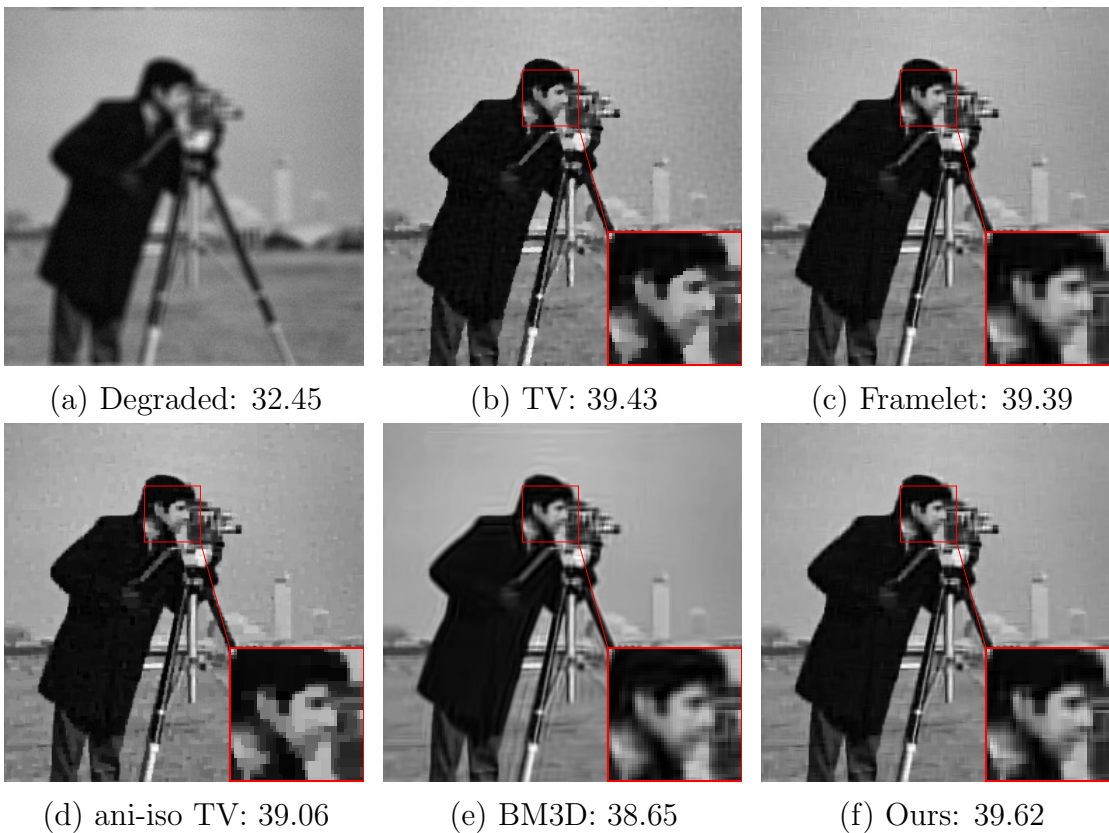 (a) Degraded: 32.45
(b) TV: 39.43
(c) Framelet: 39.39
(d) ani-iso TV: 39.06
(e) BM3D: 38.65
(f) Ours: 39.62